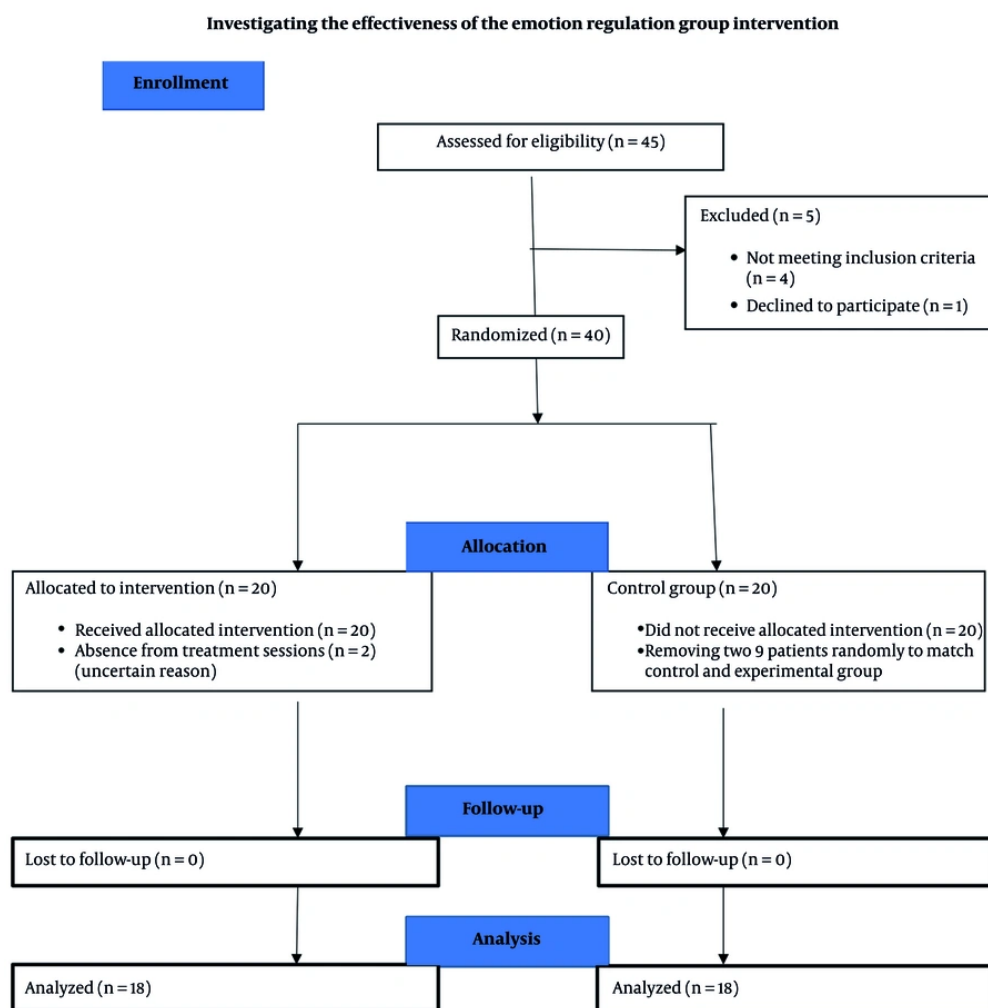 Investigating the effectiveness of the emotion regulation group intervention
Enrollment
Assessed for eligibility (n = 45)
Excluded (n = 5)
• Not meeting inclusion criteria
(n = 4)
• Declined to participate (n = 1)
Randomized (n = 40)
Allocation
Allocated to intervention (n = 20)
• Received allocated intervention (n = 20)
• Absence from treatment sessions (n = 2)
(uncertain reason)
Control group (n = 20)
•Did not receive allocated intervention (n = 20)
•Removing two 9 patients randomly to match
control and experimental group
Follow-up
Lost to follow-up (n = 0)
Lost to follow-up (n = 0)
Analysis
Analyzed (n = 18)
Analyzed (n = 18)